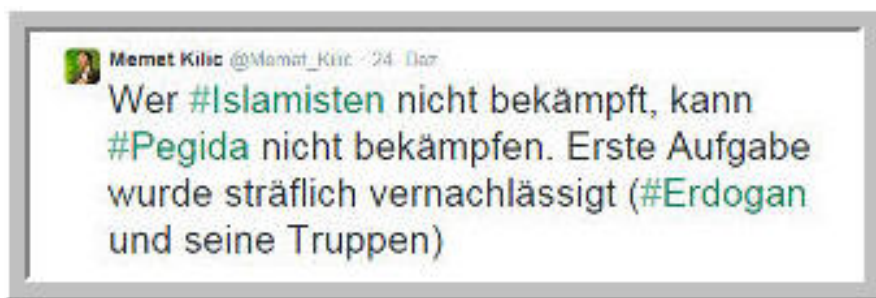 Memet Kilic @Memet_Kilic · 24. Dez
Wer #Islamisten nicht bekämpft, kann
#Pegida nicht bekämpfen. Erste Aufgabe
wurde sträflich vernachlässigt (#Erdogan
und seine Truppen)